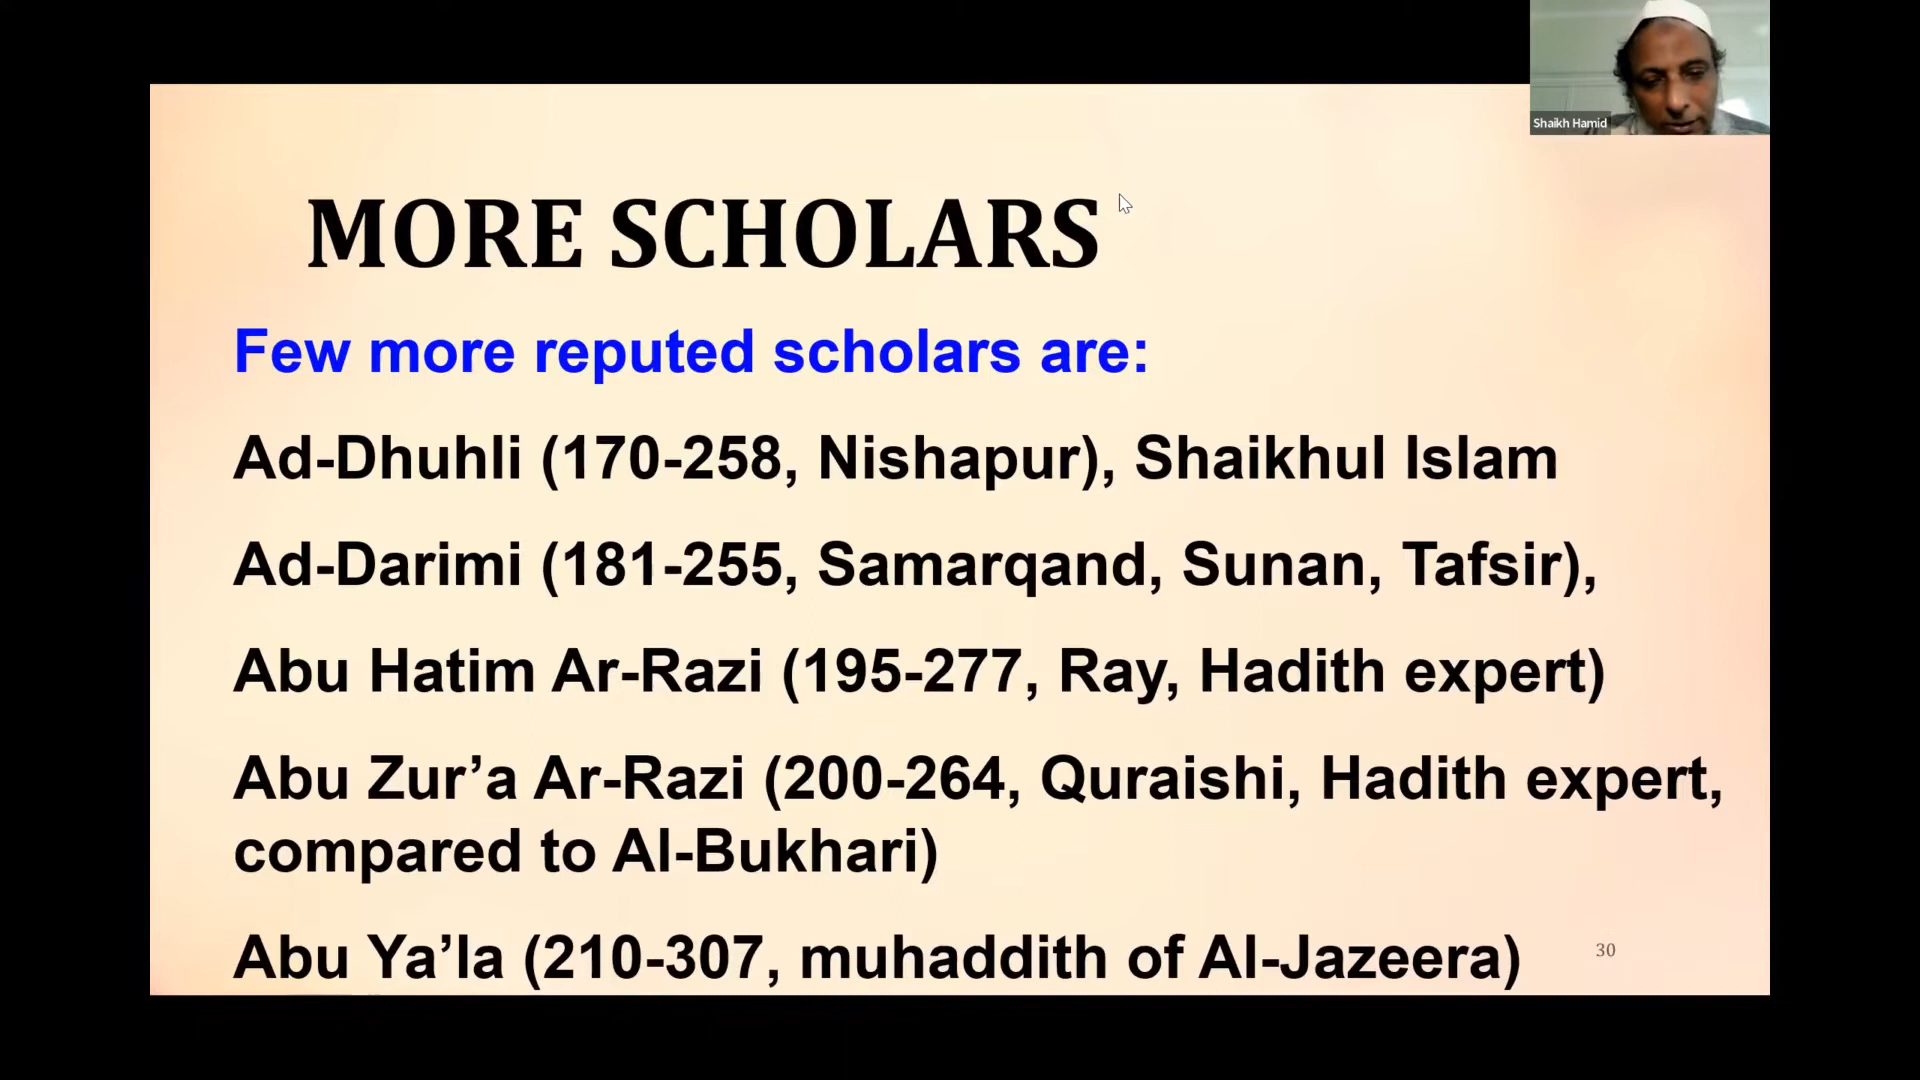 Shaikh Hamid
MORE SCHOLARS
Few more reputed scholars are:
Ad-Dhuhli (170-258, Nishapur), Shaikhul Islam
Ad-Darimi (181-255, Samarqand, Sunan, Tafsir),
Abu Hatim Ar-Razi (195-277, Ray, Hadith expert)
Abu Zur’a Ar-Razi (200-264, Quraishi, Hadith expert,
compared to Al-Bukhari)
Abu Ya’la (210-307, muhaddith of Al-Jazeera)
30